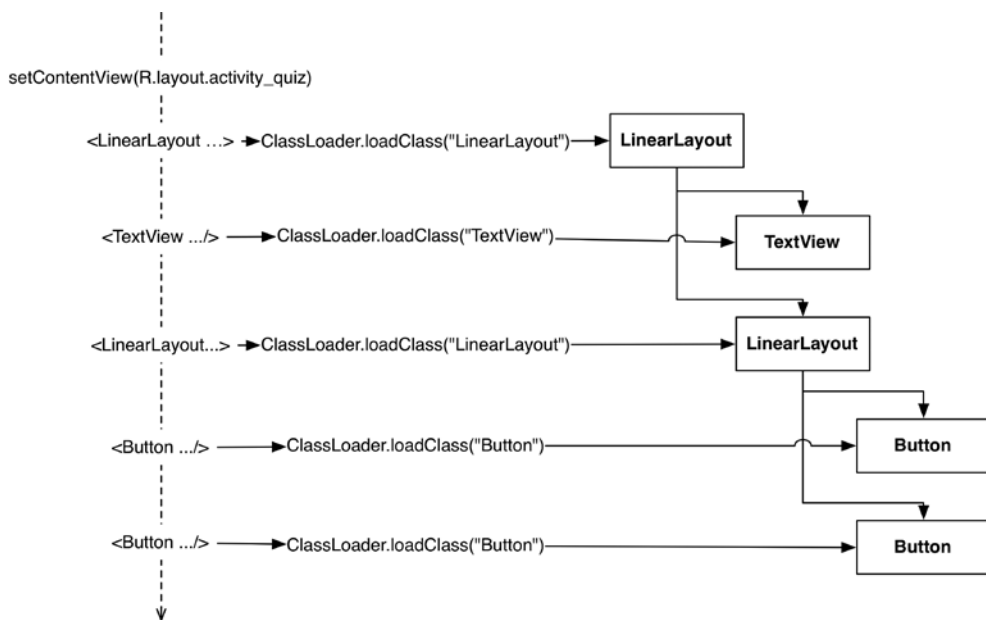 setContentView(R.layout.activity_quiz)
<LinearLayout …> ClassLoader.loadClass("LinearLayout") LinearLayout
<TextView .../> ClassLoader.loadClass("TextView") TextView
<LinearLayout...> ClassLoader.loadClass("LinearLayout") LinearLayout
<Button .../> ClassLoader.loadClass("Button") Button
<Button .../> ClassLoader.loadClass("Button") Button